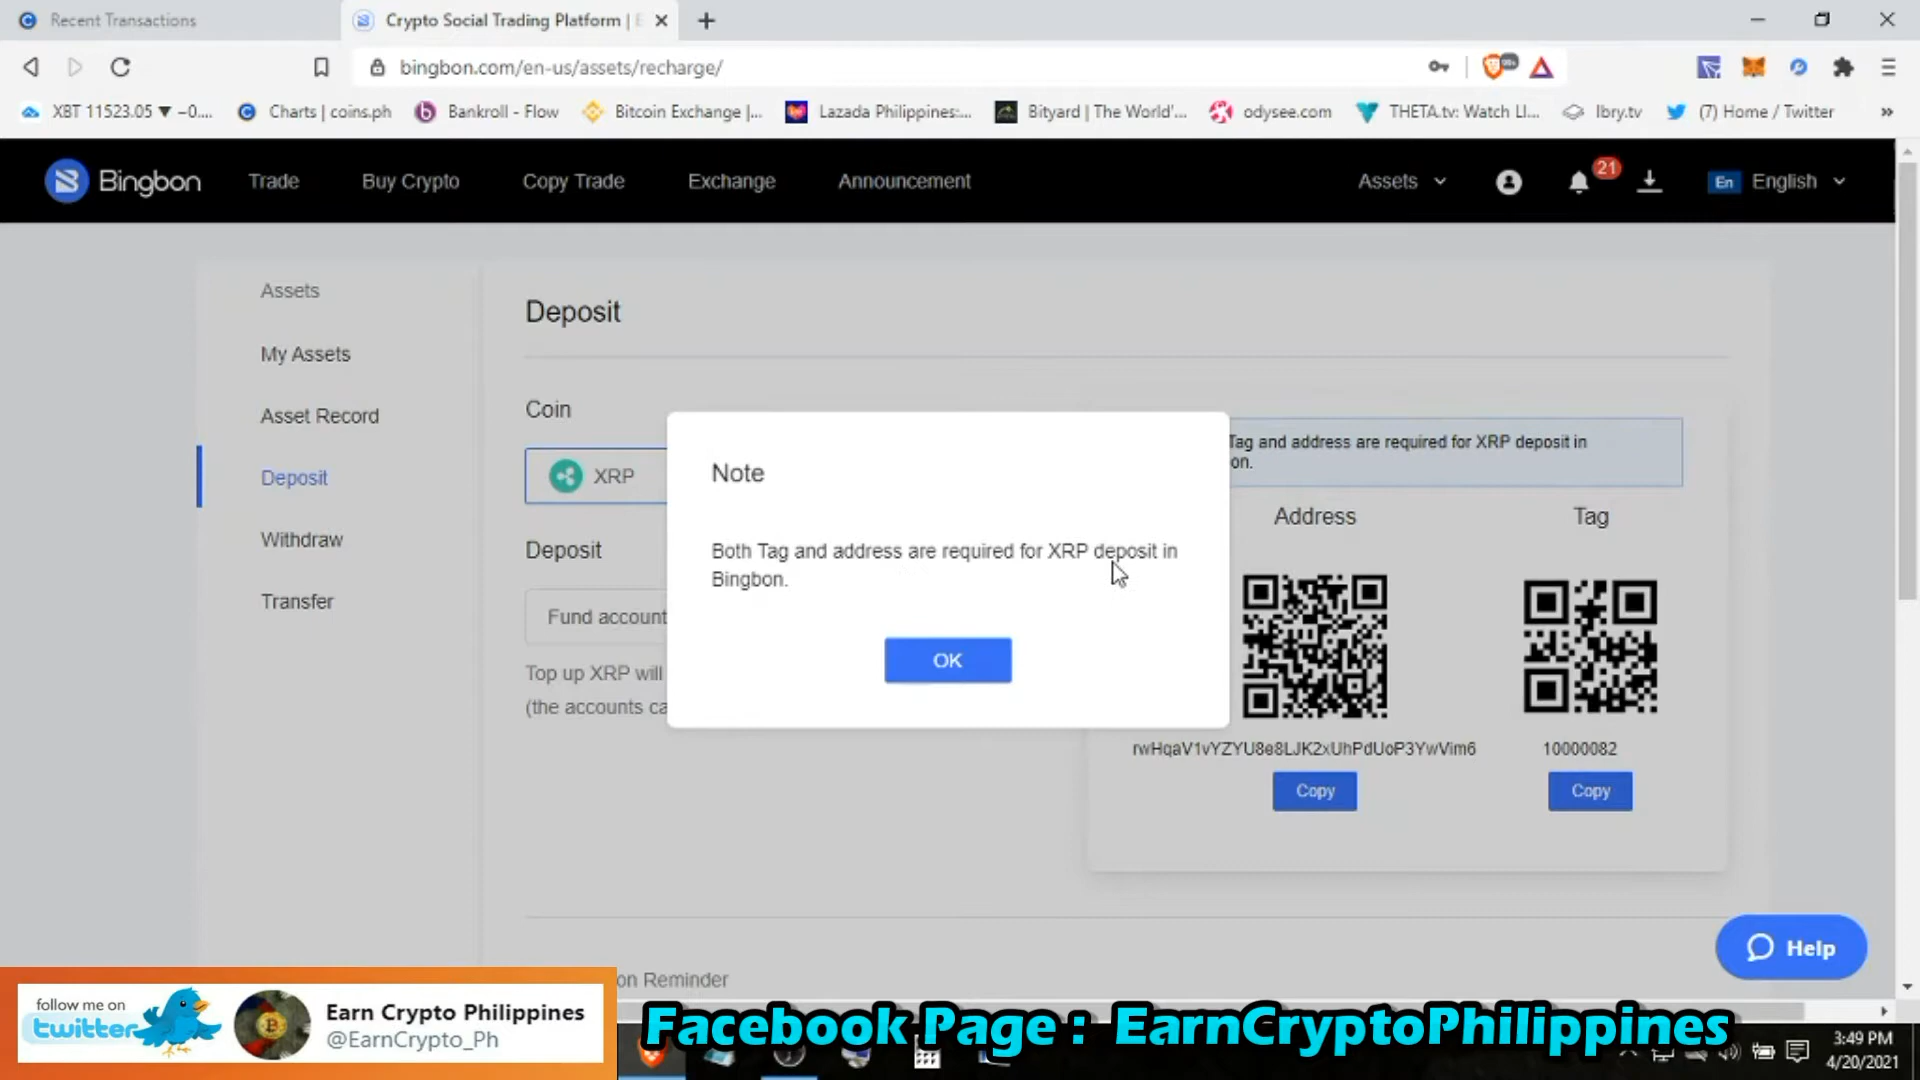 Recent Transactions
Crypto Social Trading Platform |
bingbon.com/en-us/assets/recharge/
XBT 11523.05 ▼ −0....
Charts | coins.ph
Bankroll - Flow
Bitcoin Exchange |...
Lazada Philippines:...
Bityard | The World'...
odysee.com
THETA.tv: Watch LI...
lbry.tv
(7) Home / Twitter
»
Bingbon
Trade
Buy Crypto
Copy Trade
Exchange
Announcement
Assets
21
En English
Assets
My Assets
Asset Record
Deposit
Withdraw
Transfer
Deposit
Coin
XRP
Deposit
Fund account
Top up XRP will
(the accounts ca
Note
Both Tag and address are required for XRP deposit in
Bingbon.
OK
Tag and address are required for XRP deposit in
on.
Address
Tag
rwHqaV1vYZYU8e8LJK2xUhPdUoP3YwVim6
10000082
Copy
Copy
on Reminder
Help
follow me on
twitter
Earn Crypto Philippines
@EarnCrypto_Ph
Facebook Page : EarnCryptoPhilippines
3:49 PM
4/20/2021